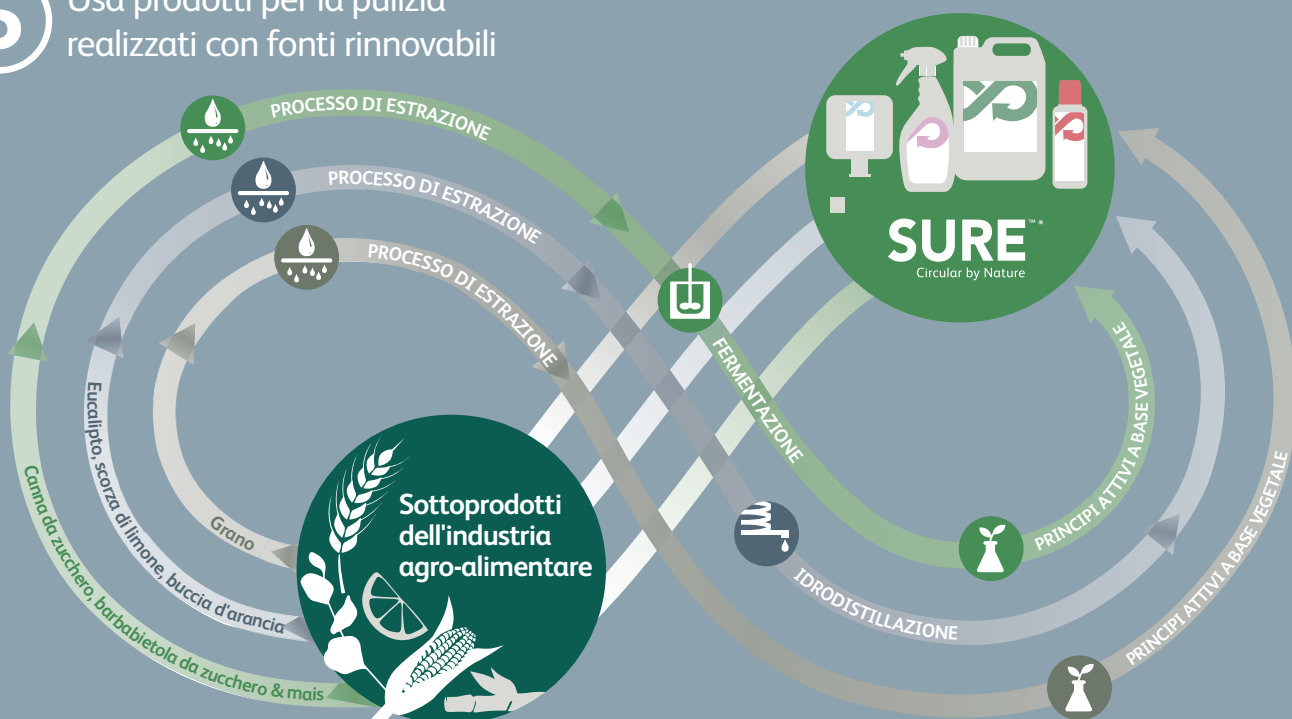 Usa prodotti per la pulizia
realizzati con fonti rinnovabili
PROCESSO DI ESTRAZIONE
PROCESSO DI ESTRAZIONE
PROCESSO DI ESTRAZIONE
SURE™*
Circular by Nature
FERMENTAZIONE
PRINCIPI ATTIVI A BASE VEGETALE
Eucalipto, scorza di limone, buccia d'arancia
Canna da zucchero, barbabietola da zucchero & mais
Grano
Sottoprodotti
dell'industria
agro-alimentare
IDRODISTILLAZIONE
PRINCIPI ATTIVI A BASE VEGETALE